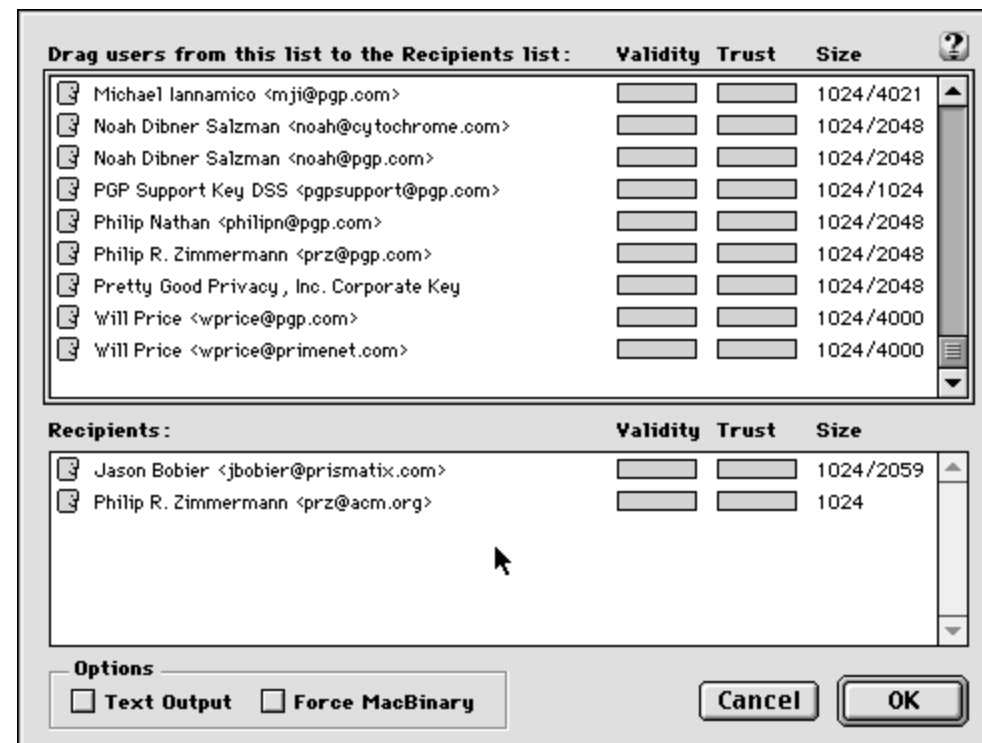 Drag users from this list to the Recipients list: Validity Trust Size ?
Michael Iannamico <mji@pgp.com> 1024/4021
Noah Dibner Salzman <noah@cytochrome.com> 1024/2048
Noah Dibner Salzman <noah@pgp.com> 1024/2048
PGP Support Key DSS <pgpsupport@pgp.com> 1024/1024
Philip Nathan <philipn@pgp.com> 1024/2048
Philip R. Zimmermann <prz@pgp.com> 1024/2048
Pretty Good Privacy, Inc. Corporate Key 1024/2048
Will Price <wprice@pgp.com> 1024/4000
Will Price <wprice@primenet.com> 1024/4000
Recipients: Validity Trust Size
Jason Bobier <jbobier@prismatix.com> 1024/2059
Philip R. Zimmermann <prz@acm.org> 1024
Options
Text Output Force MacBinary Cancel OK